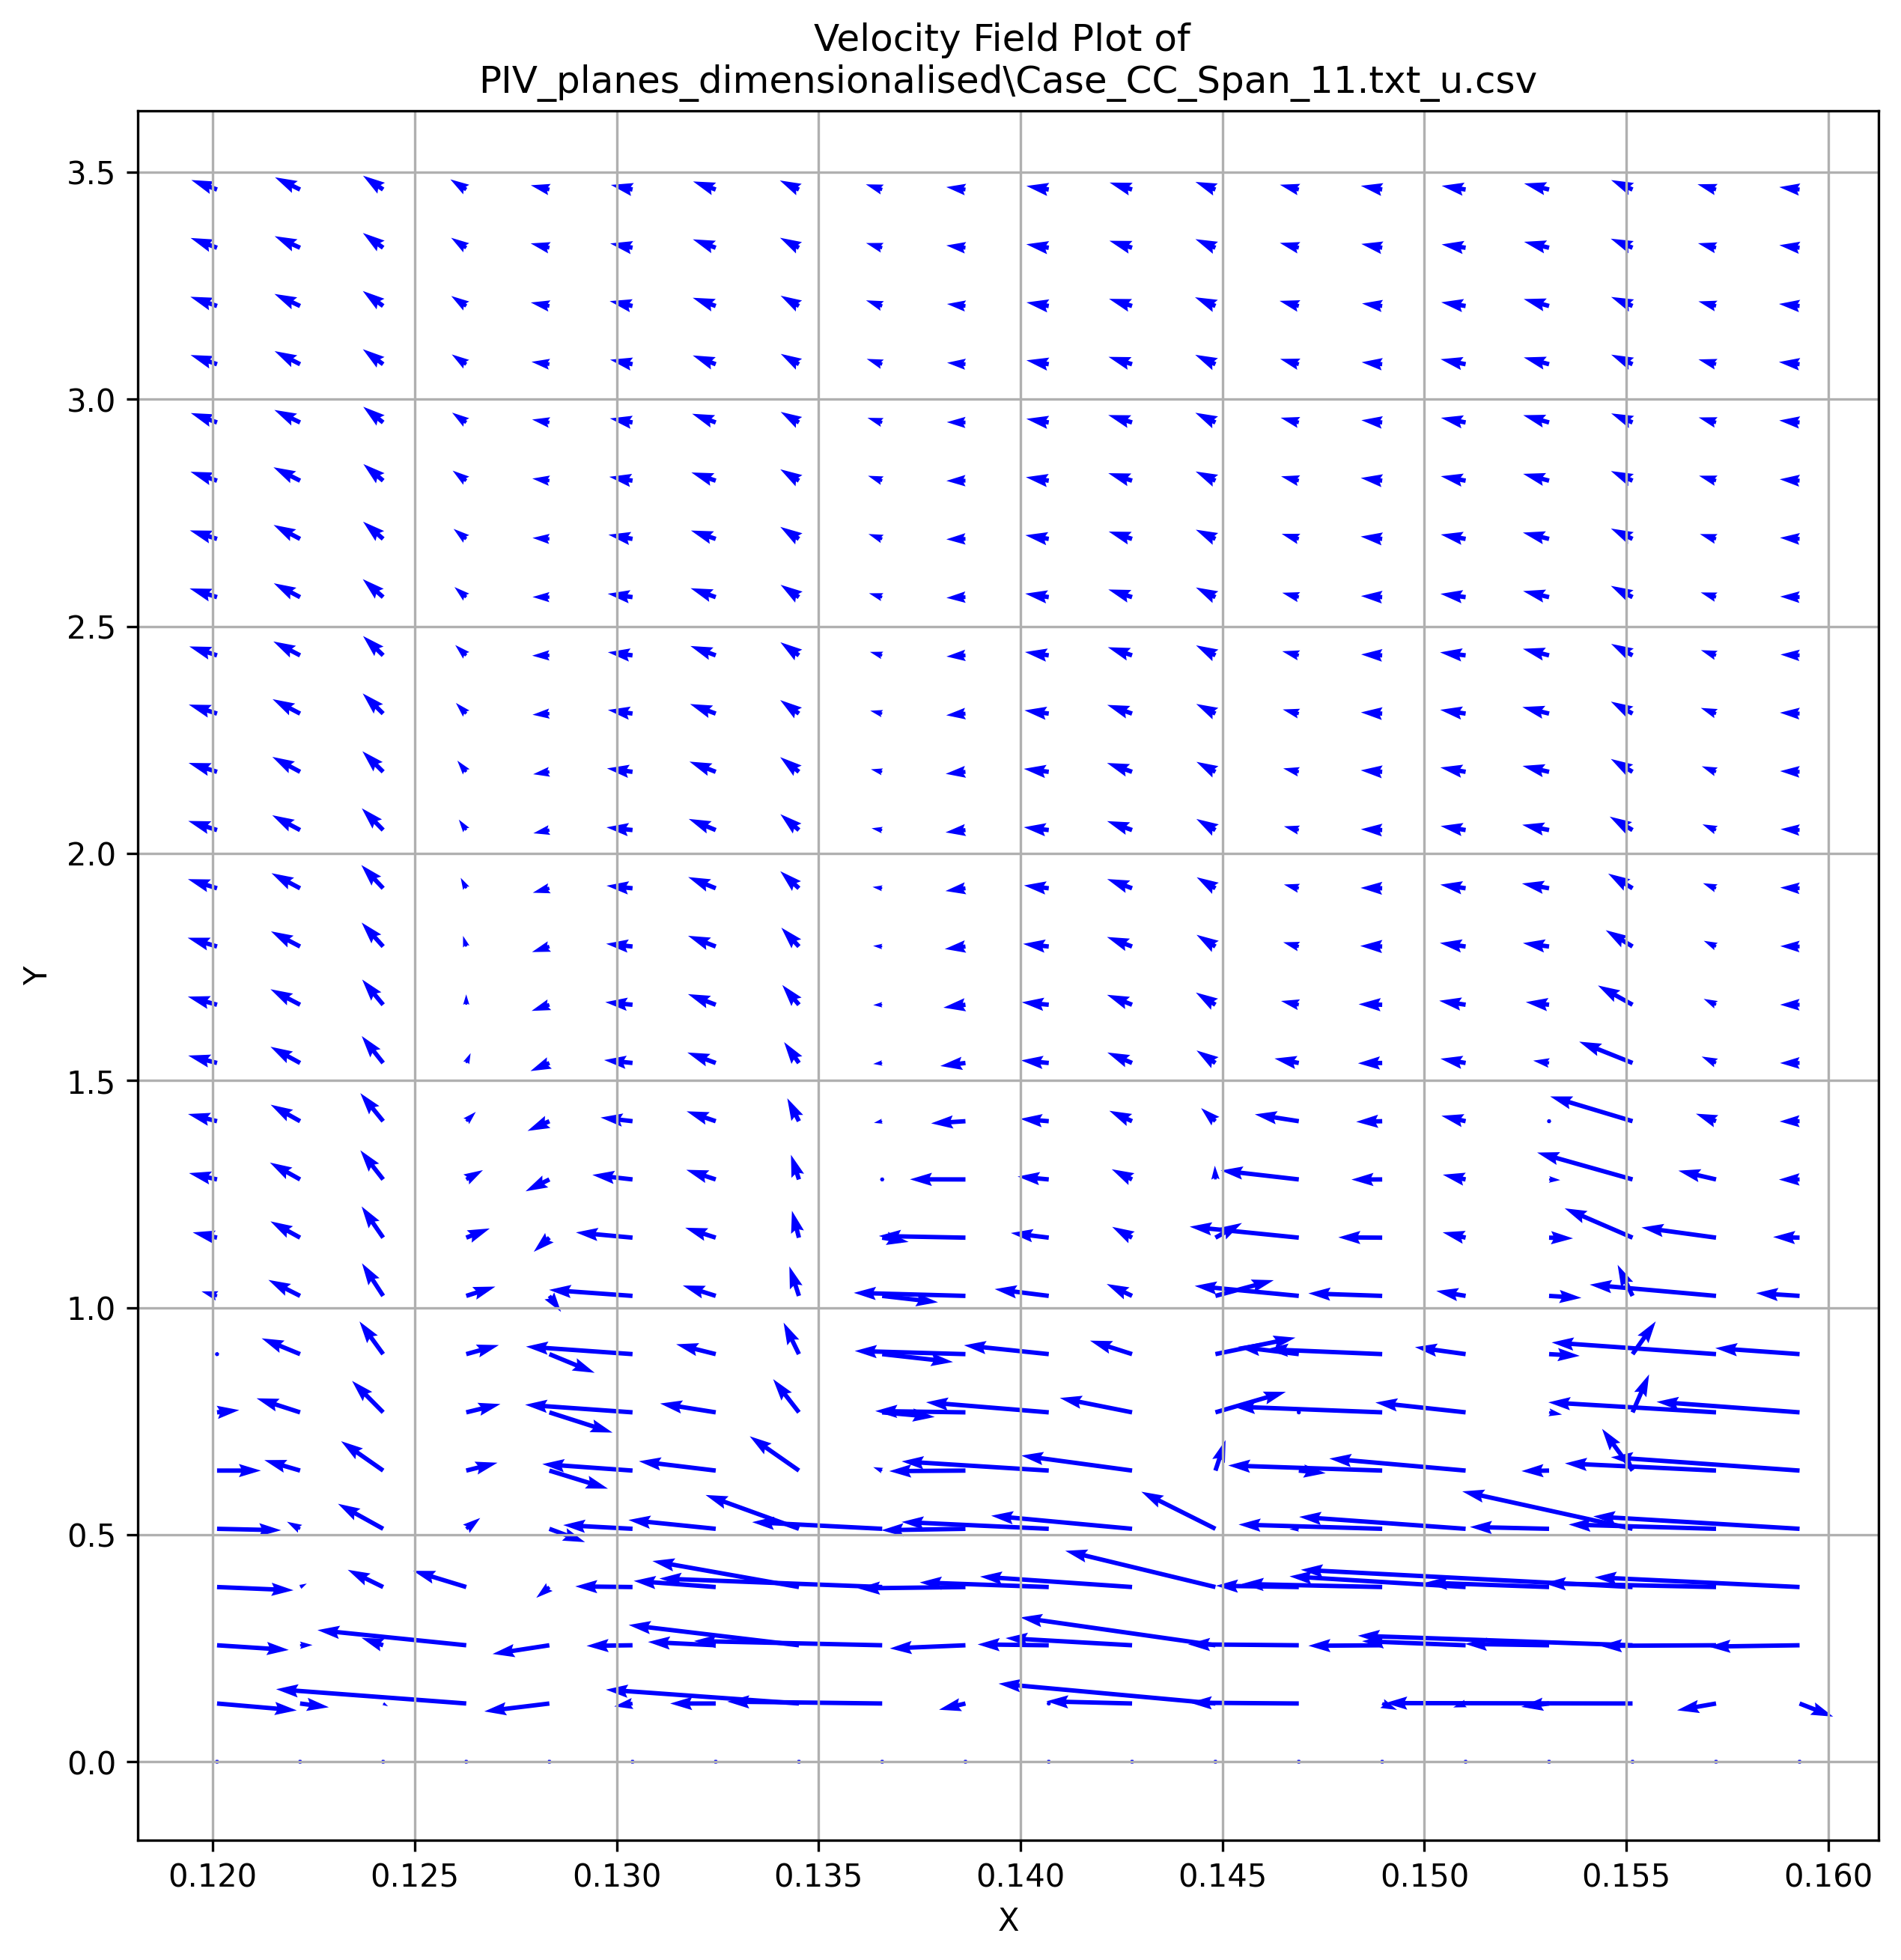 Velocity Field Plot of
PIV_planes_dimensionalised\Case_CC_Span_11.txt_u.csv
3.5
3.0
2.5
2.0
1.5
1.0
0.5
0.0
Y
0.120 0.125 0.130 0.135 0.140 0.145 0.150 0.155 0.160
X